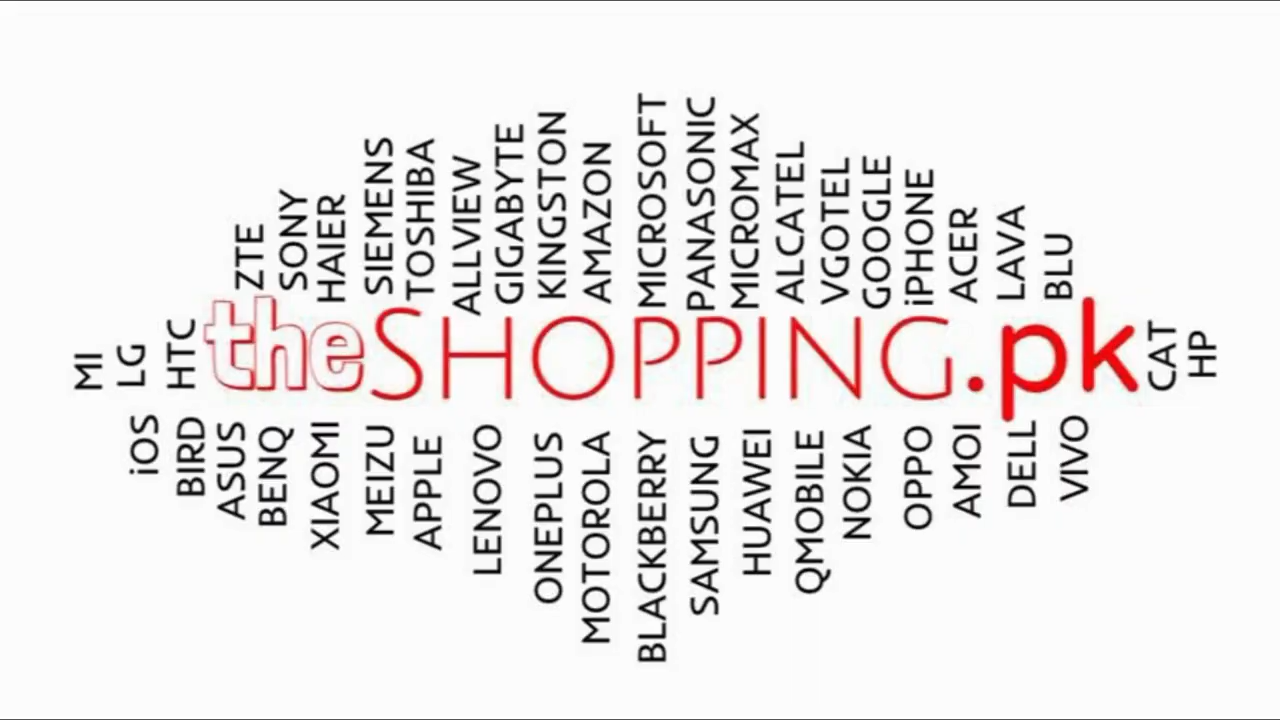 ZTE
SONY
HAIER
SIEMENS
TOSHIBA
ALLVIEW
GIGABYTE
KINGSTON
AMAZON
MICROSOFT
PANASONIC
MICROMAX
ALCATEL
VGOTEL
GOOGLE
iPHONE
ACER
LAVA
BLU
MI
LG
HTC
theSHOPPING.pk
CAT
HP
iOS
BIRD
ASUS
BENQ
XIAOMI
MEIZU
APPLE
LENOVO
ONEPLUS
MOTOROLA
BLACKBERRY
SAMSUNG
HUAWEI
QMOBILE
NOKIA
OPPO
AMOI
DELL
VIVO